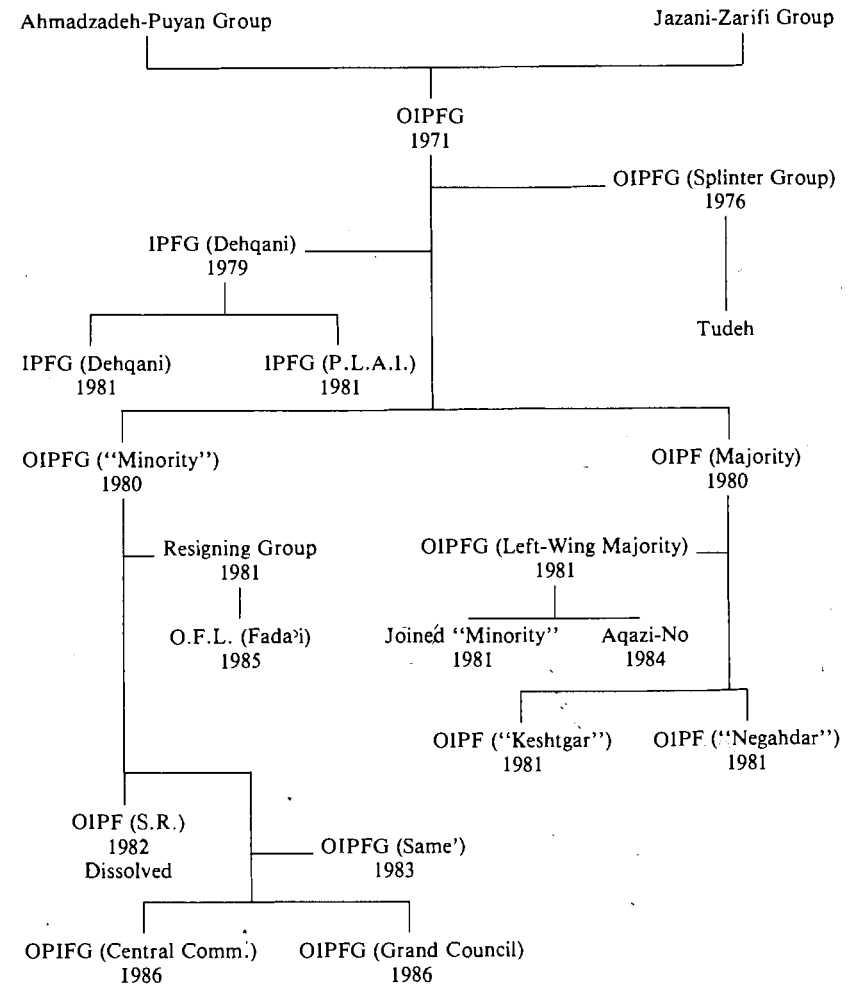 Ahmadzadeh-Puyan Group
Jazani-Zarifi Group
OIPFG
1971
OIPFG (Splinter Group)
1976
IPFG (Dehqani)
1979
Tudeh
IPFG (Dehqani)
1981
IPFG (P.L.A.I.)
1981
OIPFG (“Minority”)
1980
OIPF (Majority)
1980
Resigning Group
1981
OIPFG (Left-Wing Majority)
1981
O.F.L. (Fadaʾi)
1985
Joined “Minority”
1981
Aqazi-No
1984
OIPF (“Keshtgar”)
1981
OIPF (“Negahdar”)
1981
OIPF (S.R.)
1982
Dissolved
OIPFG (Same’)
1983
OPIFG (Central Comm.)
1986
OIPFG (Grand Council)
1986